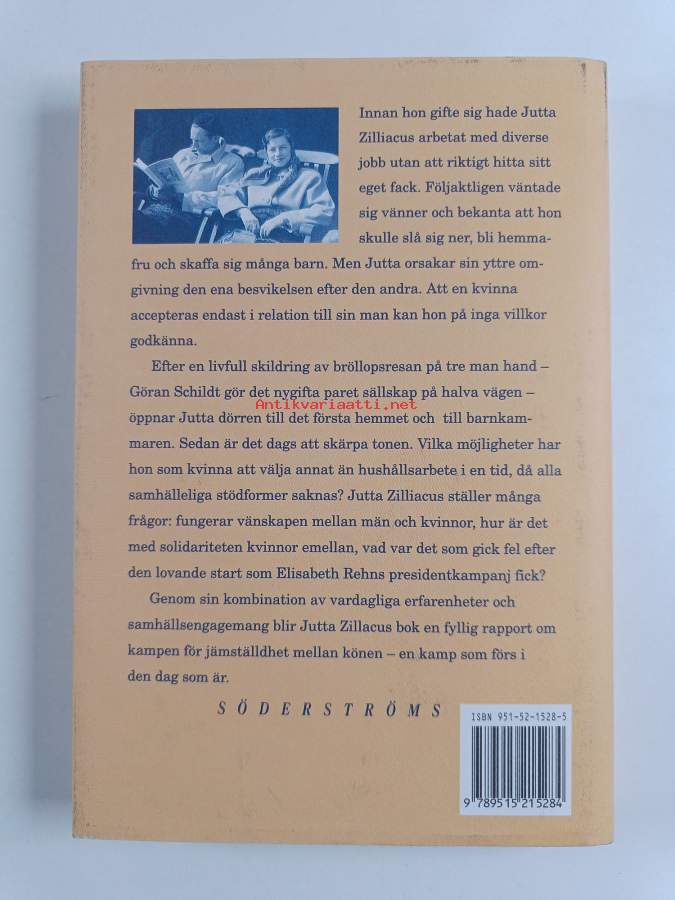 Innan hon gifte sig hade Jutta
Zilliacus arbetat med diverse
jobb utan att riktigt hitta sitt
eget fack. Följaktligen väntade
sig vänner och bekanta att hon
skulle slå sig ner, bli hemma-
fru och skaffa sig många barn. Men Jutta orsakar sin yttre om-
givning den ena besvikelsen efter den andra. Att en kvinna
accepteras endast i relation till sin man kan hon på inga villkor
godkänna.
Efter en livfull skildring av bröllopsresan på tre man hand –
Göran Schildt gör det nygifta paret sällskap på halva vägen –
Antikvariaatti.net
öppnar Jutta dörren till det första hemmet och till barnkam-
maren. Sedan är det dags att skärpa tonen. Vilka möjligheter har
hon som kvinna att välja annat än hushållsarbete i en tid, då alla
samhälleliga stödformer saknas? Jutta Zilliacus ställer många
frågor: fungerar vänskapen mellan män och kvinnor, hur är det
med solidariteten kvinnor emellan, vad var det som gick fel efter
den lovande start som Elisabeth Rehns presidentkampanj fick?
Genom sin kombination av vardagliga erfarenheter och
samhällsengagemang blir Jutta Zillacus bok en fyllig rapport om
kampen för jämställdhet mellan könen – en kamp som förs i
den dag som är.
SÖDERSTRÖMS
ISBN 951-52-1528-5
9 789515 215284